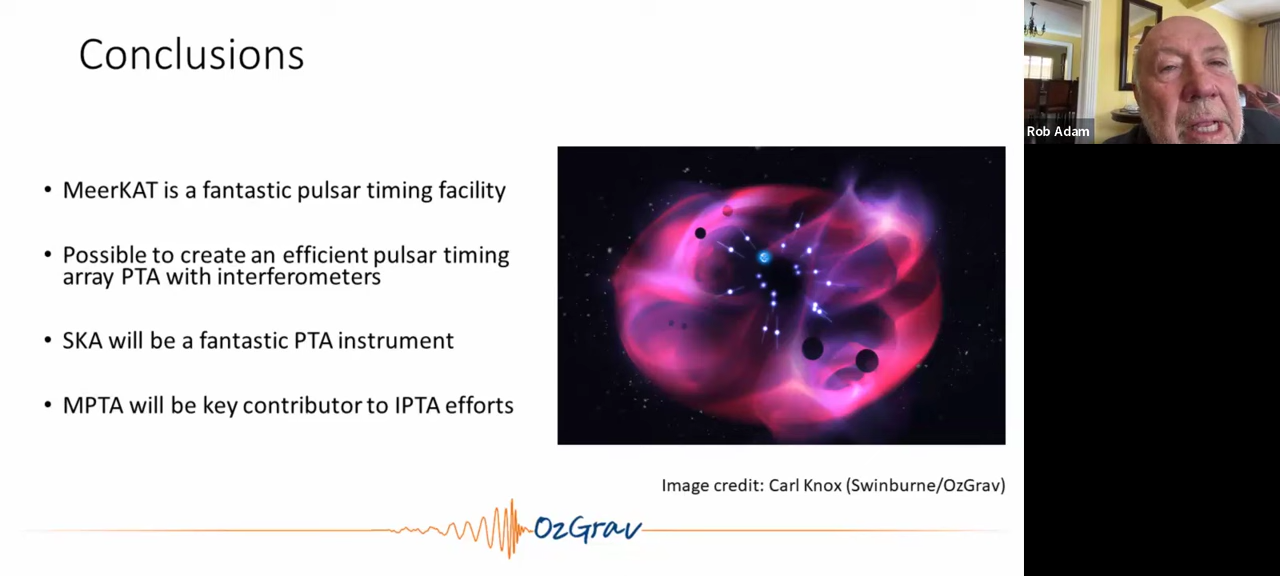 Conclusions
• MeerKAT is a fantastic pulsar timing facility
• Possible to create an efficient pulsar timing
array PTA with interferometers
• SKA will be a fantastic PTA instrument
• MPTA will be key contributor to IPTA efforts
Image credit: Carl Knox (Swinburne/OzGrav)
OzGrav
Rob Adam